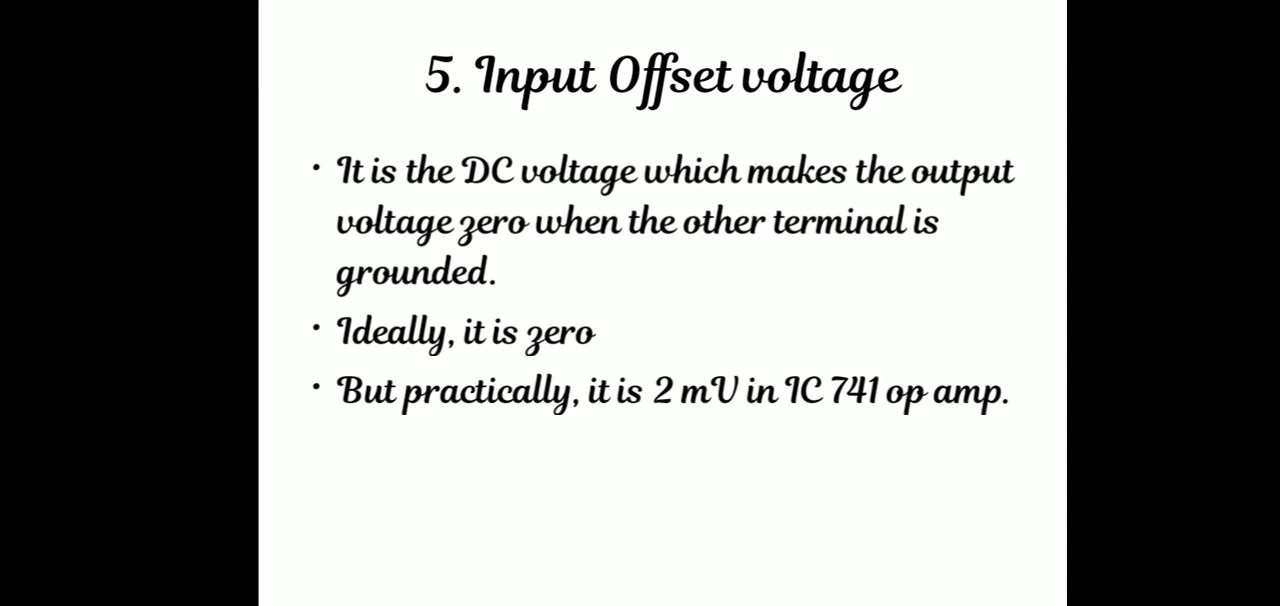 5. Input Offset voltage
• It is the DC voltage which makes the output
voltage zero when the other terminal is
grounded.
• Ideally, it is zero
• But practically, it is 2 mV in IC 741 op amp.